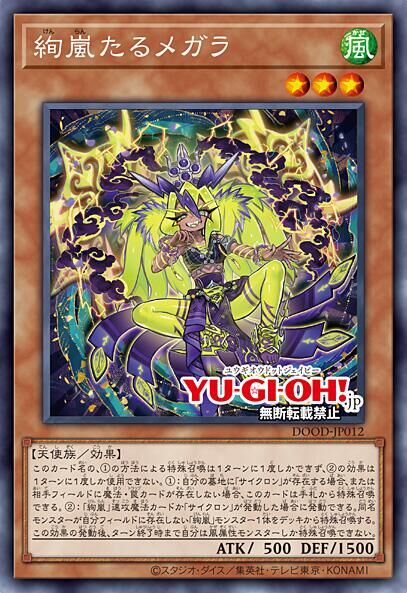 絢嵐たるメガラ
けん らん
風
かぜ
ユウギオウドットジェイピー
YU-GI-OH!.jp
無断転載禁止
DOOD-JP012
【天使族／効果】
このカード名の、①の方法による特殊召喚は1ターンに1度しかできず、②の効果は
1ターンに1度しか使用できない。①：自分の墓地に「サイクロン」が存在する場合、または
相手フィールドに魔法・罠カードが存在しない場合、このカードは手札から特殊召喚
できる。②：「絢嵐」速攻魔法カードか「サイクロン」が発動した場合に発動できる。同名
モンスターが自分フィールドに存在しない「絢嵐」モンスター1体をデッキから特殊召喚する。
この効果の発動後、ターン終了時まで自分は風属性モンスターしか特殊召喚できない。
ATK/ 500 DEF/1500
©スタジオ・ダイス／集英社・テレビ東京・KONAMI